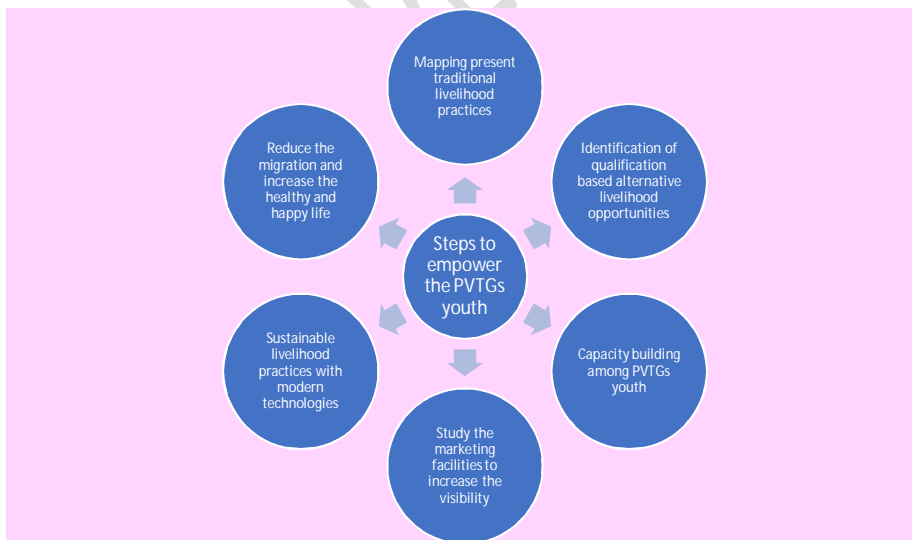 Mapping present
traditional
livelihood
practices
Identification of
qualification
based alternative
livelihood
opportunities
Capacity building
among PVTGs
youth
Study the
marketing
facilities to
increase the
visibility
Sustainable
livelihood
practices with
modern
technologies
Reduce the
migration and
increase the
healthy and
happy life
Steps to
empower
the PVTGs
youth